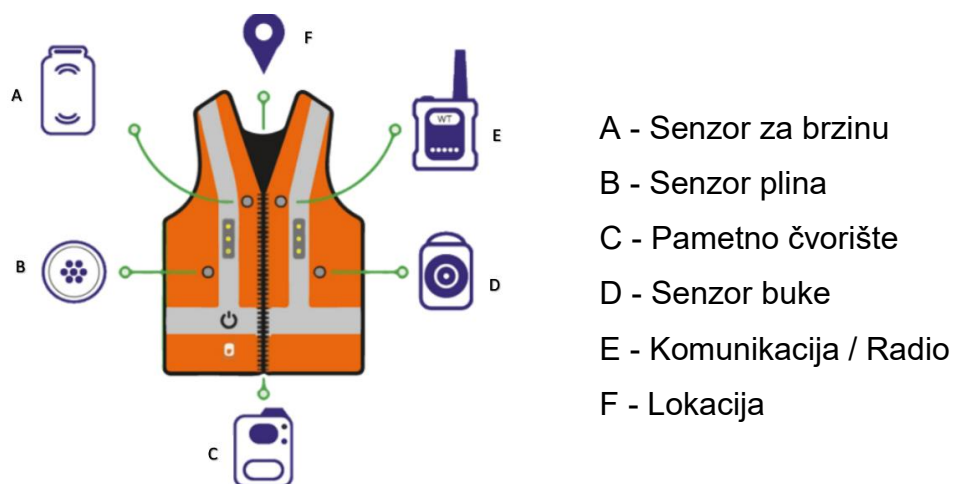 F
A
WT
E
B
D
C
A - Senzor za brzinu
B - Senzor plina
C - Pametno čvorište
D - Senzor buke
E - Komunikacija / Radio
F - Lokacija